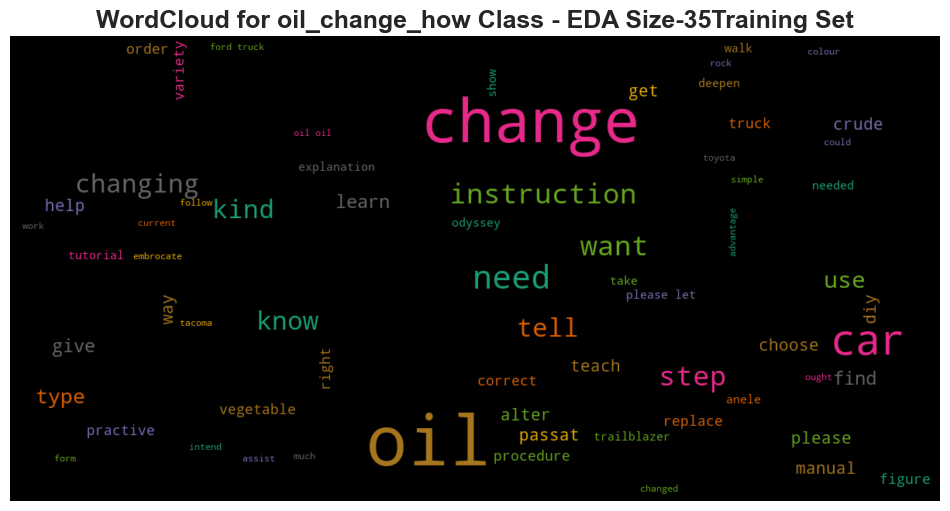 WordCloud for oil_change_how Class - EDA Size-35Training Set
order
ford truck
walk
colour
variety
rock
show
deepen
get
change
truck
crude
oil oil
could
toyota
explanation
simple
changing
needed
instruction
learn
help
follow
kind
work
current
odyssey
advantage
want
tutorial
embrocate
need
take
use
please let
way
diy
tacoma
know
tell
car
give
choose
right
teach
step
correct
ought
find
type
anele
vegetable
alter
replace
practive
passat
trailblazer
please
oil
intend
procedure
form
assist
much
manual
figure
changed